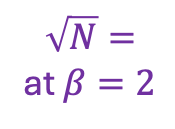 √N =
at β = 2